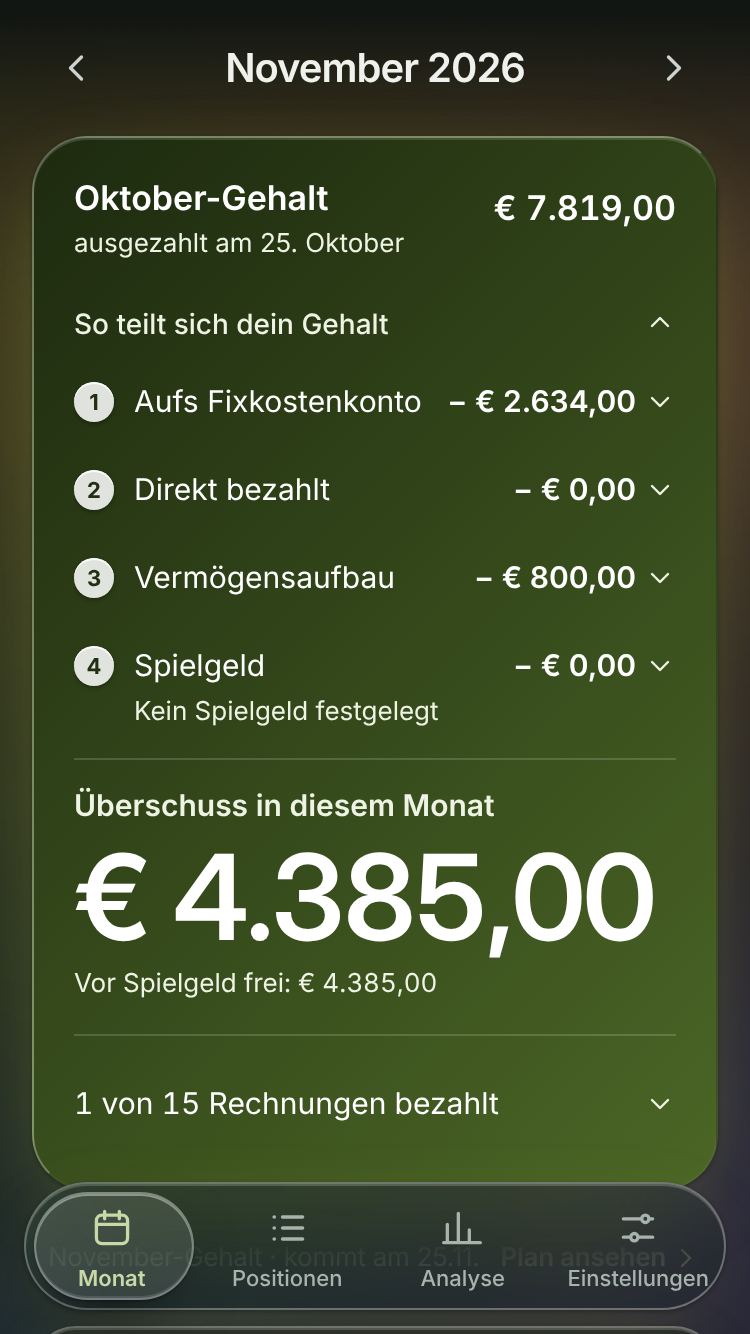 November 2026
Oktober-Gehalt
€ 7.819,00
ausgezahlt am 25. Oktober
So teilt sich dein Gehalt
1 Aufs Fixkostenkonto – € 2.634,00
2 Direkt bezahlt – € 0,00
3 Vermögensaufbau – € 800,00
4 Spielgeld – € 0,00
Kein Spielgeld festgelegt
Überschuss in diesem Monat
€ 4.385,00
Vor Spielgeld frei: € 4.385,00
1 von 15 Rechnungen bezahlt
November-Gehalt · kommt am 25.11. Plan ansehen
Monat Positionen Analyse Einstellungen